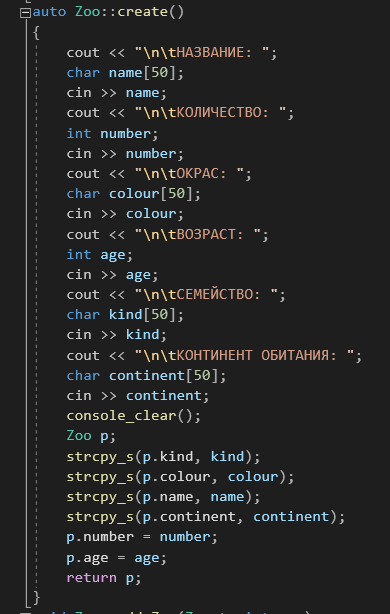 auto Zoo::create()
{
cout << "\n\tНАЗВАНИЕ: ";
char name[50];
cin >> name;
cout << "\n\tКОЛИЧЕСТВО: ";
int number;
cin >> number;
cout << "\n\tОКРАС: ";
char colour[50];
cin >> colour;
cout << "\n\tВОЗРАСТ: ";
int age;
cin >> age;
cout << "\n\tСЕМЕЙСТВО: ";
char kind[50];
cin >> kind;
cout << "\n\tКОНТИНЕНТ ОБИТАНИЯ: ";
char continent[50];
cin >> continent;
console_clear();
Zoo p;
strcpy_s(p.kind, kind);
strcpy_s(p.colour, colour);
strcpy_s(p.name, name);
strcpy_s(p.continent, continent);
p.number = number;
p.age = age;
return p;
}